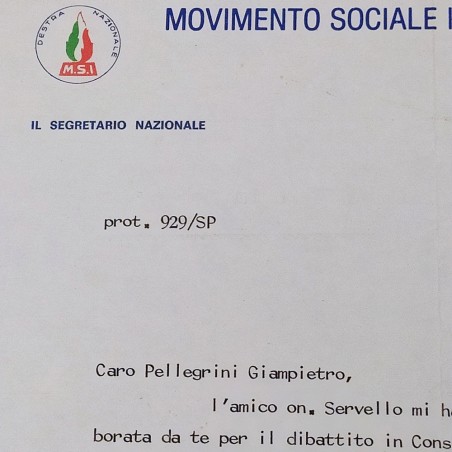 DESTRA NAZIONALE
M.S.I
MOVIMENTO SOCIALE
IL SEGRETARIO NAZIONALE
prot. 929/SP
Caro Pellegrini Giampietro,
l'amico on. Servello mi h
borata da te per il dibattito in Cons